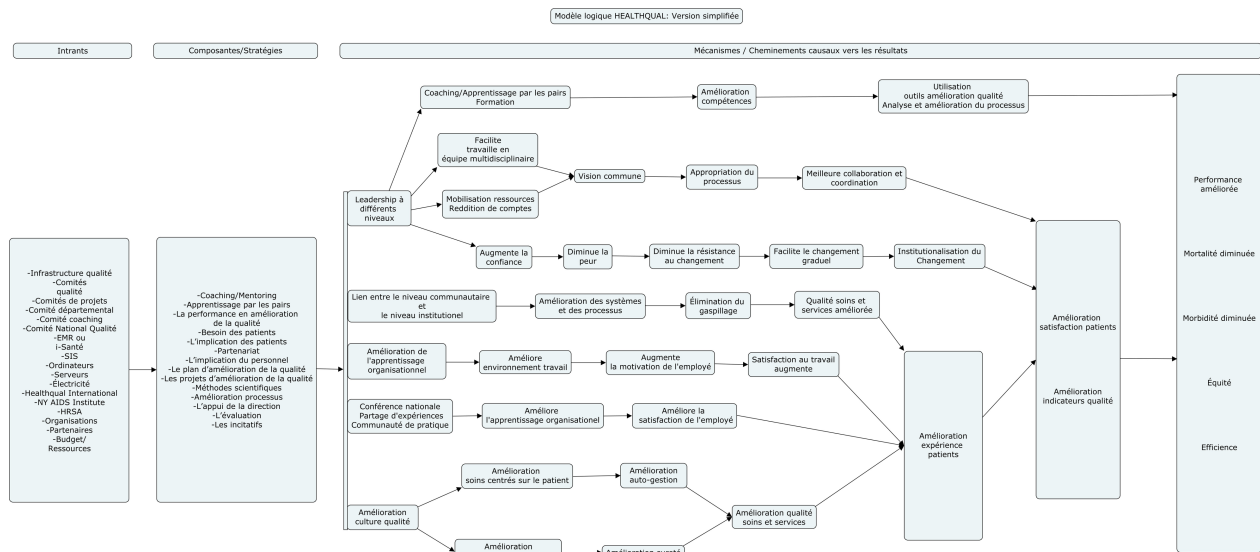 Modèle logique HEALTHQUAL: Version simplifiée
Intrants
Composantes/Stratégies
Mécanismes / Cheminements causaux vers les résultats
-Infrastructure qualité
-Comités
qualité
-Comités de projets
-Comité départemental
-Comité coaching
-Comité National Qualité
-EMR ou
i-Santé
-SIS
-Ordinateurs
-Serveurs
-Électricité
-Healthqual International
-NY AIDS Institute
-HRSA
-Organisations
-Partenaires
-Budget/
Ressources
-Coaching/Mentoring
-Apprentissage par les pairs
-La performance en amélioration
de la qualité
-Besoin des patients
-L'implication des patients
-Partenariat
-L'implication du personnel
-Le plan d'amélioration de la qualité
-Les projets d'amélioration de la qualité
-Méthodes scientifiques
-Amélioration processus
-L'appui de la direction
-L'évaluation
-Les incitatifs
Leadership à
différents
niveaux
Coaching/Apprentissage par les pairs
Formation
Amélioration
compétences
Utilisation
outils amélioration qualité
Analyse et amélioration du processus
Facilite
travaille en
équipe multidisciplinaire
Mobilisation ressources
Reddition de comptes
Vision commune
Appropriation du
processus
Meilleure collaboration et
coordination
Augmente la
confiance
Diminue la
peur
Diminue la résistance
au changement
Facilite le changement
graduel
Institutionalisation du
Changement
Lien entre le niveau communautaire
et
le niveau institutionel
Amélioration des systèmes
et des processus
Élimination du
gaspillage
Qualité soins et
services améliorée
Amélioration de
l'apprentissage
organisationnel
Améliore
environnement travail
Augmente
la motivation de l'employé
Satisfaction au travail
augmente
Conférence nationale
Partage d'expériences
Communauté de pratique
Améliore
l'apprentissage organisationel
Améliore la
satisfaction de l'employé
Amélioration
culture qualité
Amélioration
soins centrés sur le patient
Amélioration
auto-gestion
Amélioration qualité
soins et services
Amélioration
Amélioration
expérience
patients
Amélioration
satisfaction patients
Amélioration
indicateurs qualité
Performance
améliorée
Mortalité diminuée
Morbidité diminuée
Équité
Efficience